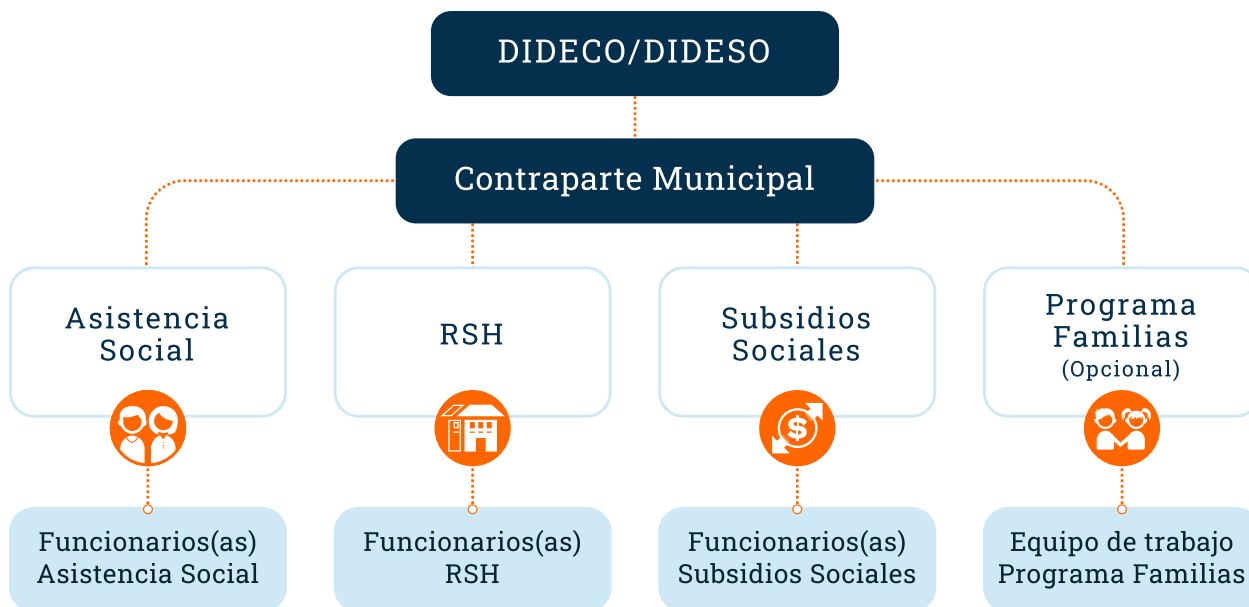 DIDECO/DIDESO
Contraparte Municipal
Asistencia
Social
RSH
Subsidios
Sociales
Programa
Familias
(Opcional)
$
Funcionarios(as)
Asistencia Social
Funcionarios(as)
RSH
Funcionarios(as)
Subsidios Sociales
Equipo de trabajo
Programa Familias